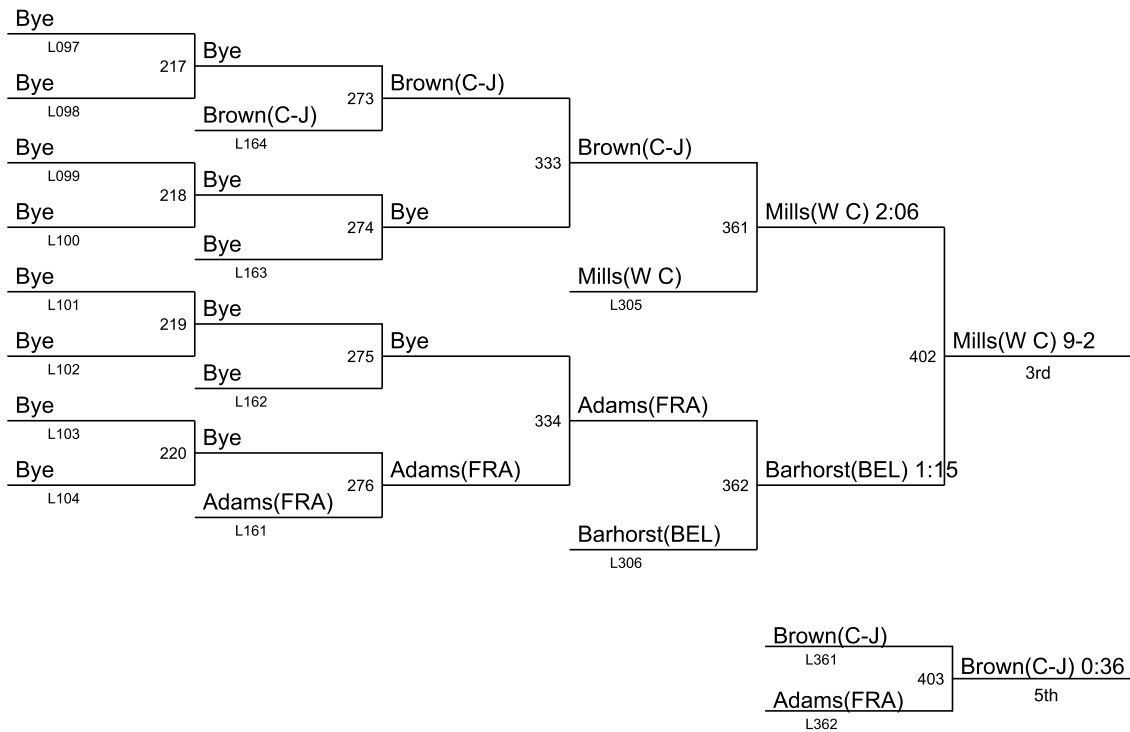 Bye
L097
217
Bye
Bye
L098
273
Brown(C-J)
Brown(C-J)
L164
Bye
L099
218
Bye
333
Brown(C-J)
Bye
L100
274
Bye
Bye
L163
361
Mills(W C) 2:06
Mills(W C)
L305
Bye
L101
219
Bye
Bye
L102
275
Bye
Bye
L162
402
Mills(W C) 9-2
3rd
Bye
L103
220
Bye
334
Adams(FRA)
Bye
L104
276
Adams(FRA)
Adams(FRA)
L161
362
Barhorst(BEL) 1:15
Barhorst(BEL)
L306
Brown(C-J)
L361
403
Brown(C-J) 0:36
5th
Adams(FRA)
L362